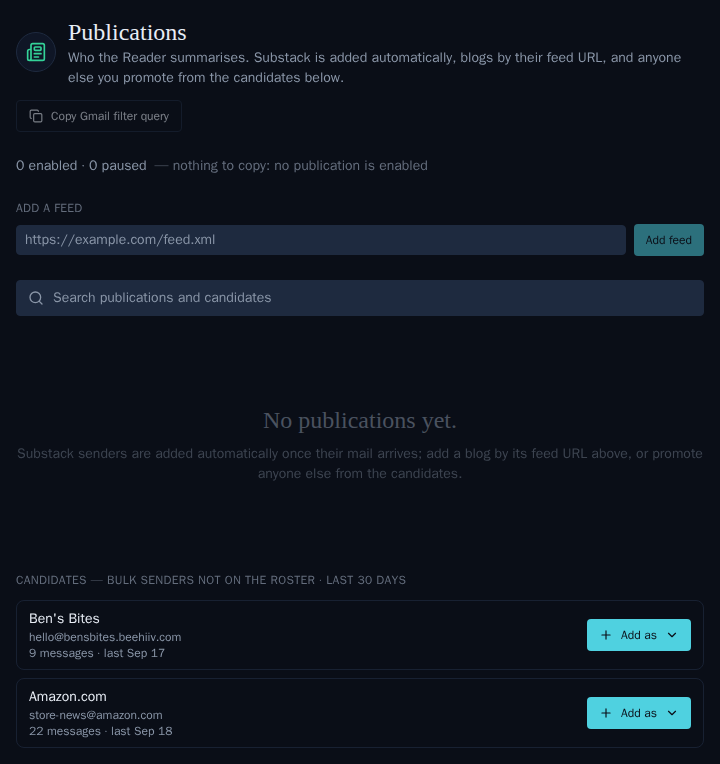 Publications
Who the Reader summarises. Substack is added automatically, blogs by their feed URL, and anyone
else you promote from the candidates below.
Copy Gmail filter query
0 enabled · 0 paused — nothing to copy: no publication is enabled
ADD A FEED
https://example.com/feed.xml
Add feed
Search publications and candidates
No publications yet.
Substack senders are added automatically once their mail arrives; add a blog by its feed URL above, or promote
anyone else from the candidates.
CANDIDATES — BULK SENDERS NOT ON THE ROSTER · LAST 30 DAYS
Ben's Bites
hello@bensbites.beehiiv.com
9 messages · last Sep 17
Add as
Amazon.com
store-news@amazon.com
22 messages · last Sep 18
Add as